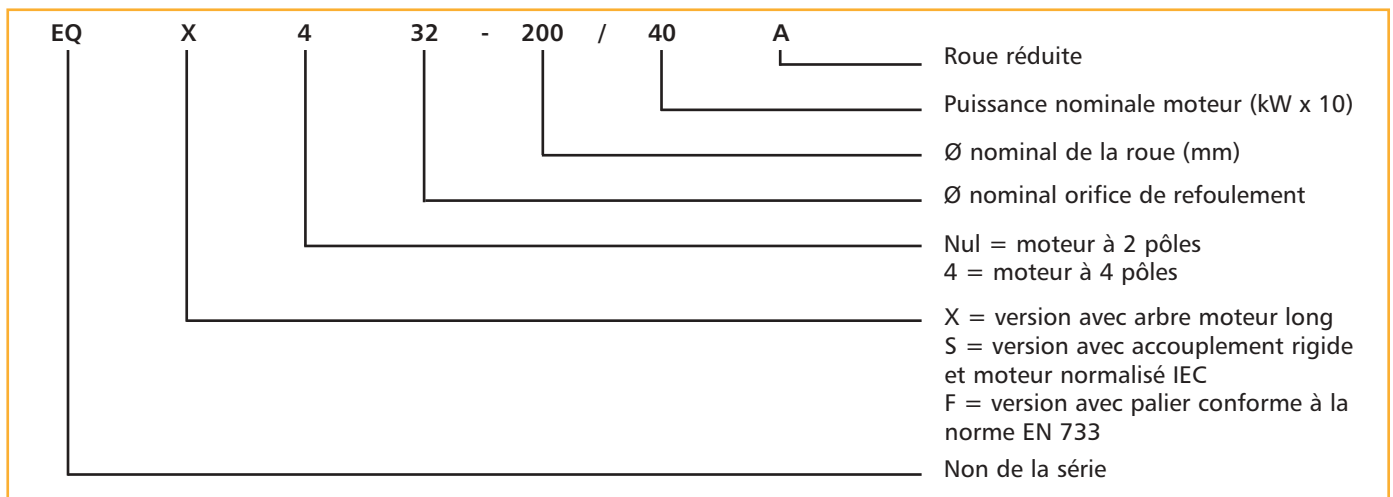 EQ X 4 32 - 200 / 40 A
Roue réduite
Puissance nominale moteur (kW x 10)
Ø nominal de la roue (mm)
Ø nominal orifice de refoulement
Nul = moteur à 2 pôles
4 = moteur à 4 pôles
X = version avec arbre moteur long
S = version avec accouplement rigide
et moteur normalisé IEC
F = version avec palier conforme à la
norme EN 733
Non de la série